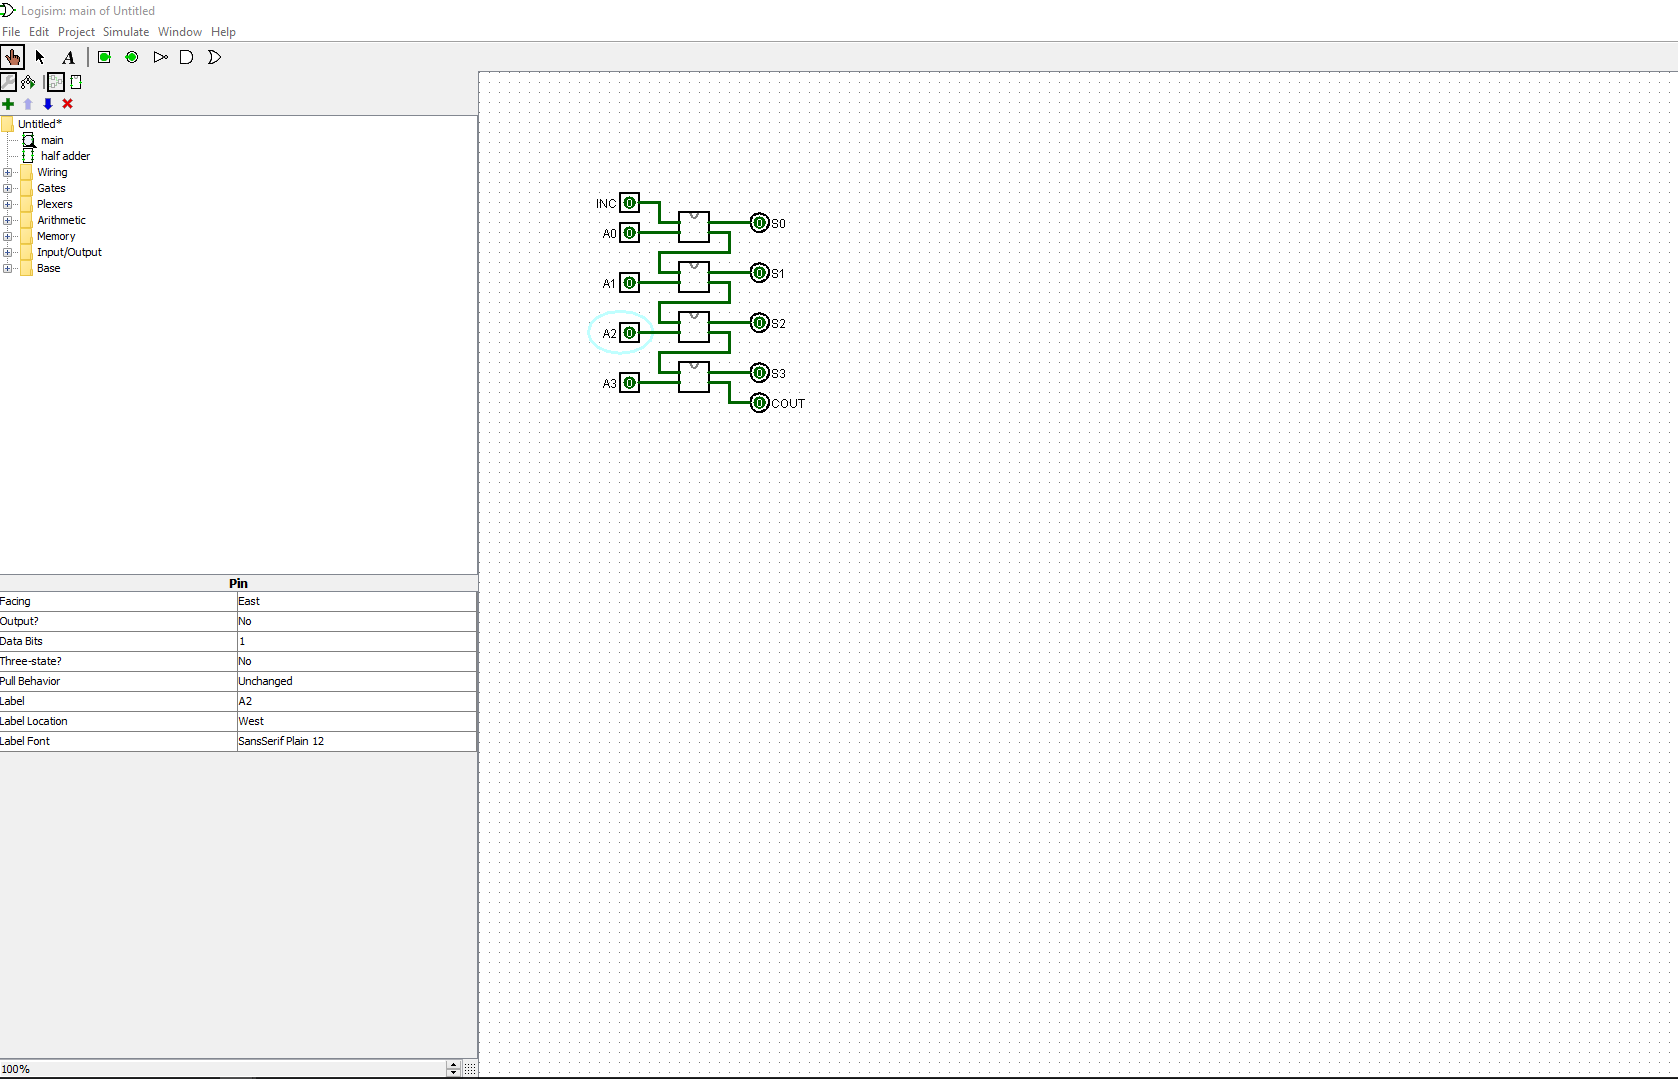 Logisim: main of Untitled
File Edit Project Simulate Window Help
A
Untitled*
main
half adder
Wiring
Gates
Plexers
Arithmetic
Memory
Input/Output
Base
INC 0
A0 0
A1 0
A2 0
A3 0
0 S0
0 S1
0 S2
0 S3
0 COUT
Pin
Facing East
Output? No
Data Bits 1
Three-state? No
Pull Behavior Unchanged
Label A2
Label Location West
Label Font SansSerif Plain 12
100%